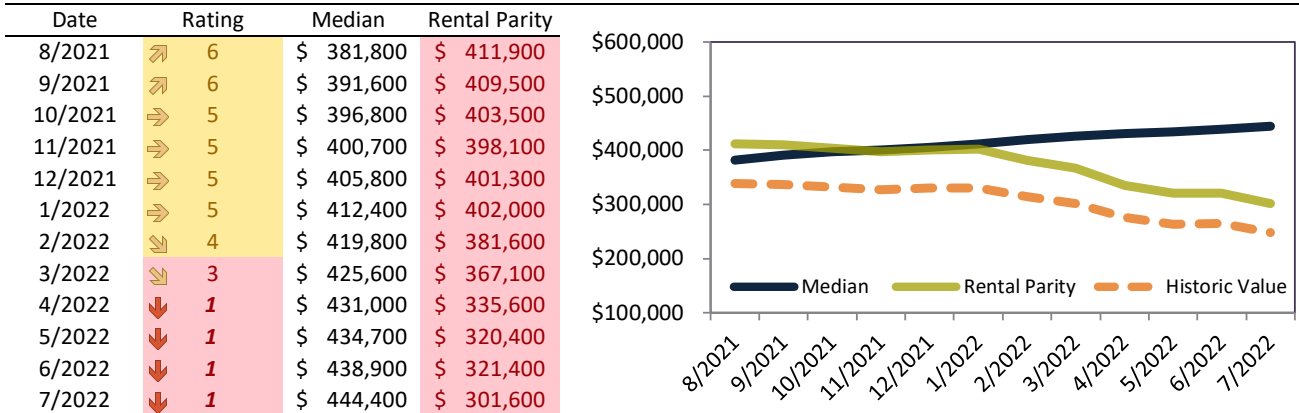 Date Rating Median Rental Parity
8/2021 6 $ 381,800 $ 411,900
9/2021 6 $ 391,600 $ 409,500
10/2021 5 $ 396,800 $ 403,500
11/2021 5 $ 400,700 $ 398,100
12/2021 5 $ 405,800 $ 401,300
1/2022 5 $ 412,400 $ 402,000
2/2022 4 $ 419,800 $ 381,600
3/2022 3 $ 425,600 $ 367,100
4/2022 1 $ 431,000 $ 335,600
5/2022 1 $ 434,700 $ 320,400
6/2022 1 $ 438,900 $ 321,400
7/2022 1 $ 444,400 $ 301,600
$600,000
$500,000
$400,000
$300,000
$200,000
$100,000
Median Rental Parity Historic Value
8/2021 9/2021 10/2021 11/2021 12/2021 1/2022 2/2022 3/2022 4/2022 5/2022 6/2022 7/2022